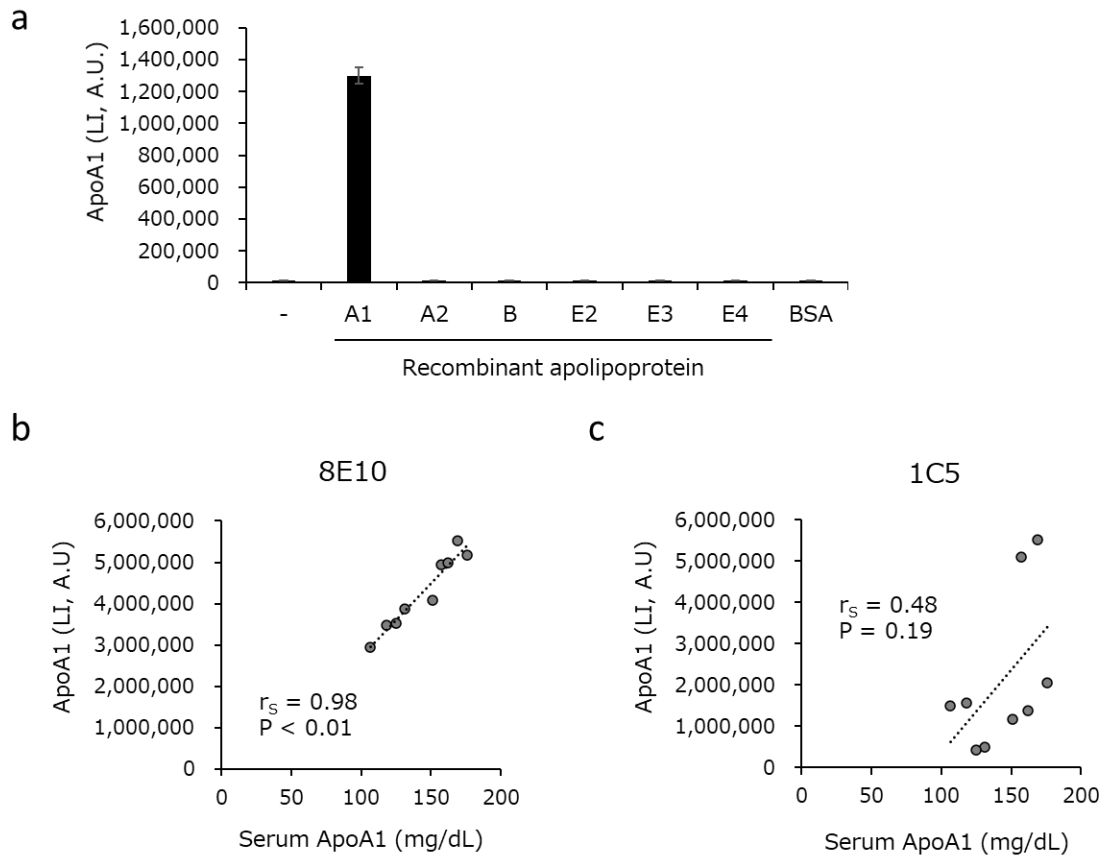 a
ApoA1 (LI, A.U.)
1,600,000
1,400,000
1,200,000
1,000,000
800,000
600,000
400,000
200,000
0
- A1 A2 B E2 E3 E4 BSA
Recombinant apolipoprotein
b
8E10
ApoA1 (LI, A.U)
6,000,000
5,000,000
4,000,000
3,000,000
2,000,000
1,000,000
0
rS = 0.98
P < 0.01
0 50 100 150 200
Serum ApoA1 (mg/dL)
c
1C5
ApoA1 (LI, A.U)
6,000,000
5,000,000
4,000,000
3,000,000
2,000,000
1,000,000
0
rS = 0.48
P = 0.19
0 50 100 150 200
Serum ApoA1 (mg/dL)